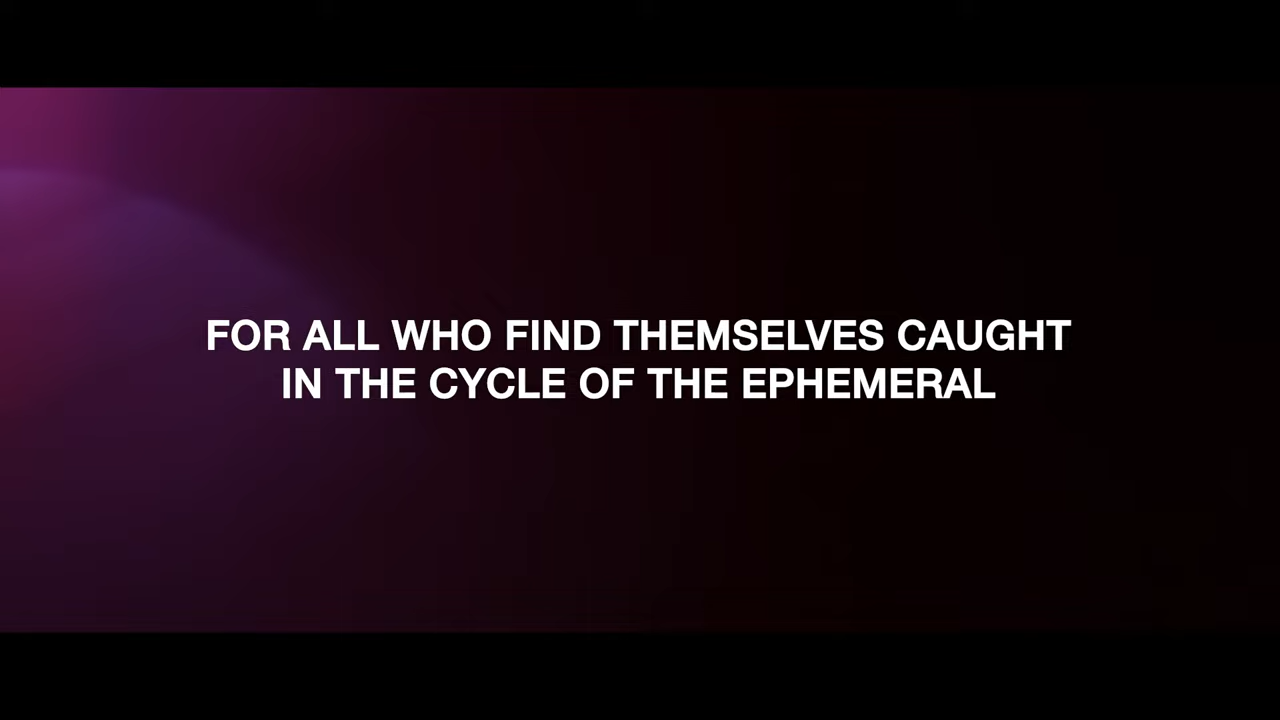 FOR ALL WHO FIND THEMSELVES CAUGHT
IN THE CYCLE OF THE EPHEMERAL